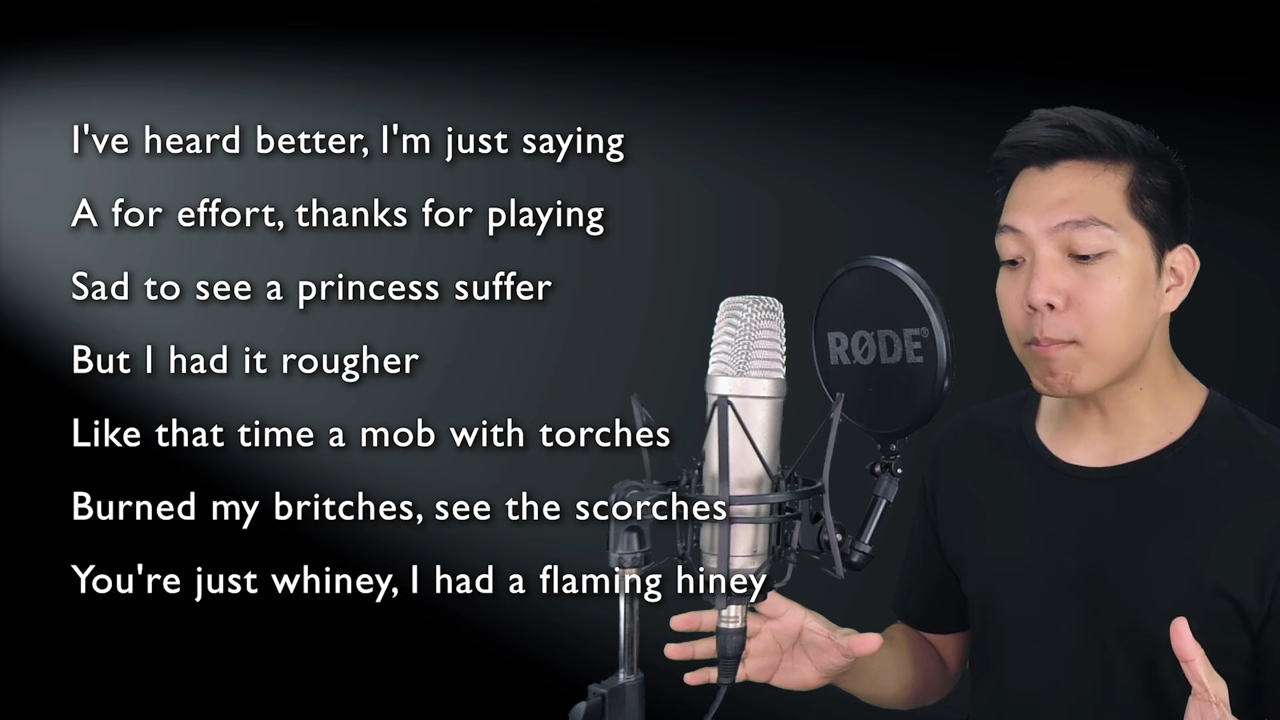 I've heard better, I'm just saying
A for effort, thanks for playing
Sad to see a princess suffer
But I had it rougher
Like that time a mob with torches
Burned my britches, see the scorches
You're just whiney, I had a flaming hiney
RØDE®